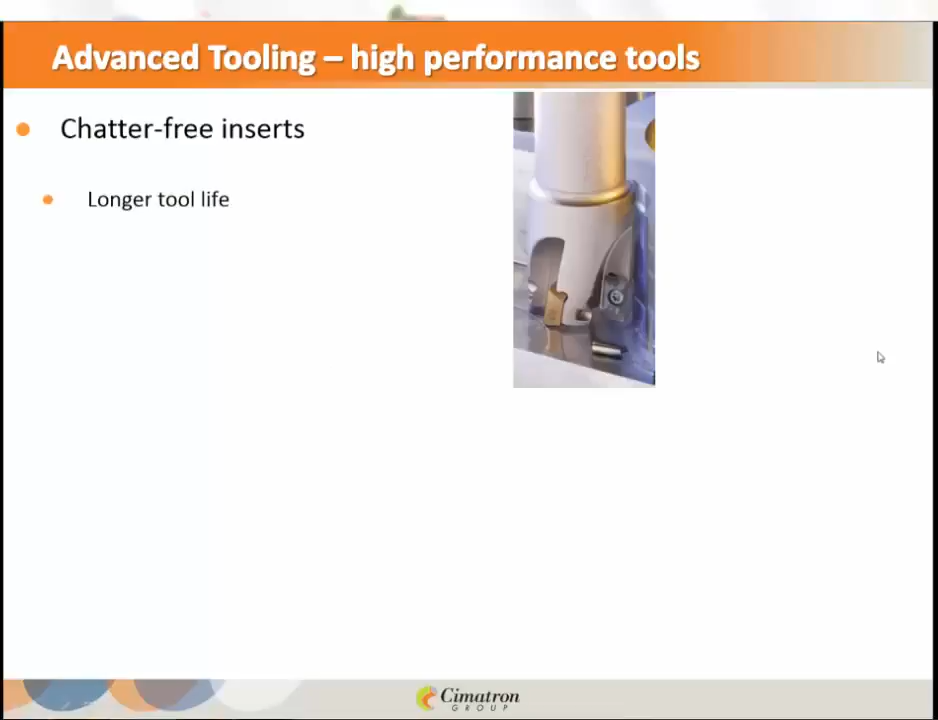 Advanced Tooling – high performance tools
Chatter-free inserts
Longer tool life
Cimatron
GROUP